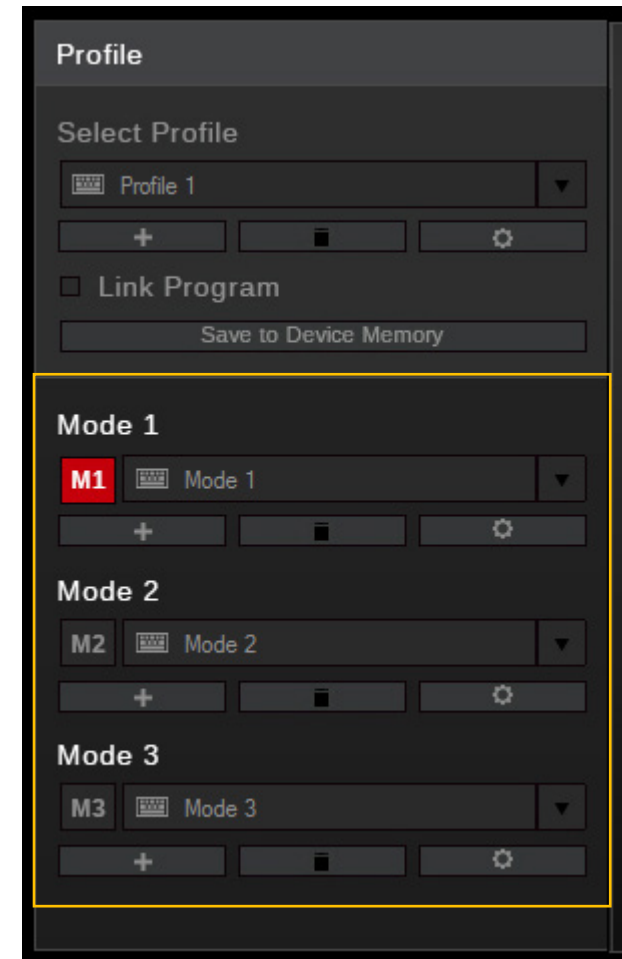 Profile
Select Profile
Profile 1
Link Program
Save to Device Memory
Mode 1
M1 Mode 1
Mode 2
M2 Mode 2
Mode 3
M3 Mode 3